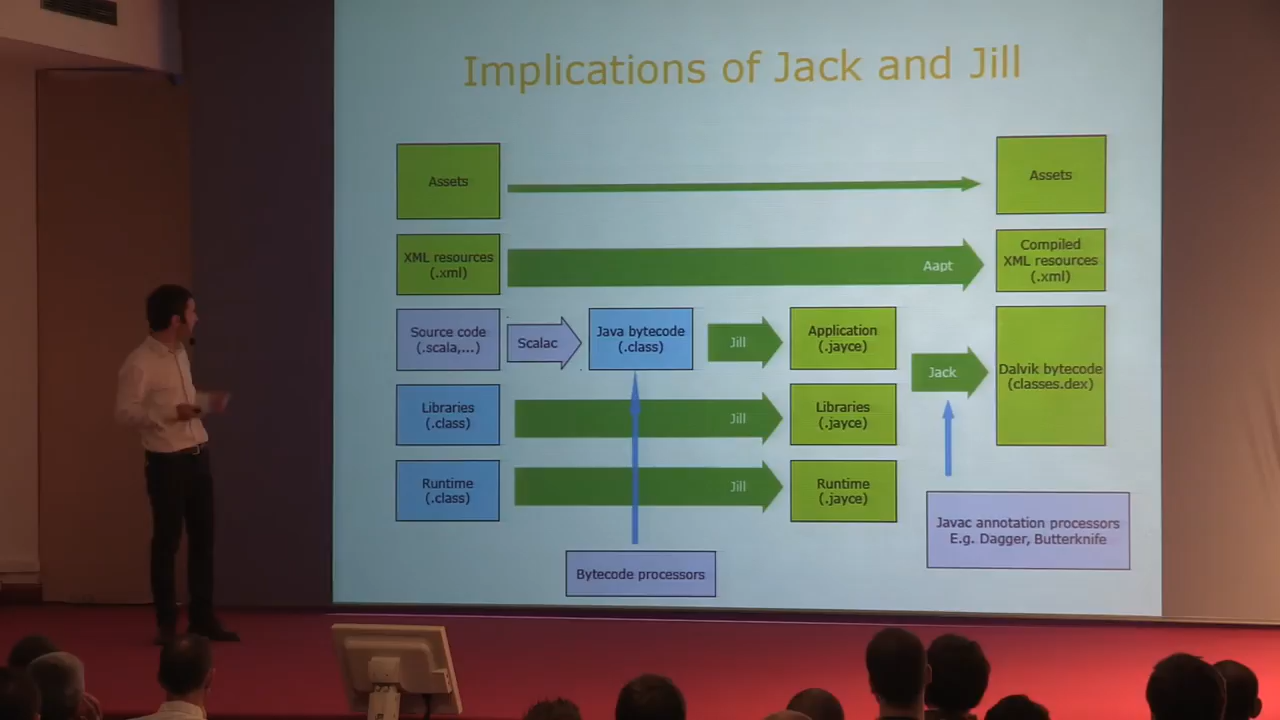 Implications of Jack and Jill
Assets
Assets
XML resources
(.xml)
Aapt
Compiled
XML resources
(.xml)
Source code
(.scala,...)
Scalac
Java bytecode
(.class)
Jill
Application
(.jayce)
Jack
Dalvik bytecode
(classes.dex)
Libraries
(.class)
Jill
Libraries
(.jayce)
Runtime
(.class)
Jill
Runtime
(.jayce)
Javac annotation processors
E.g. Dagger, Butterknife
Bytecode processors